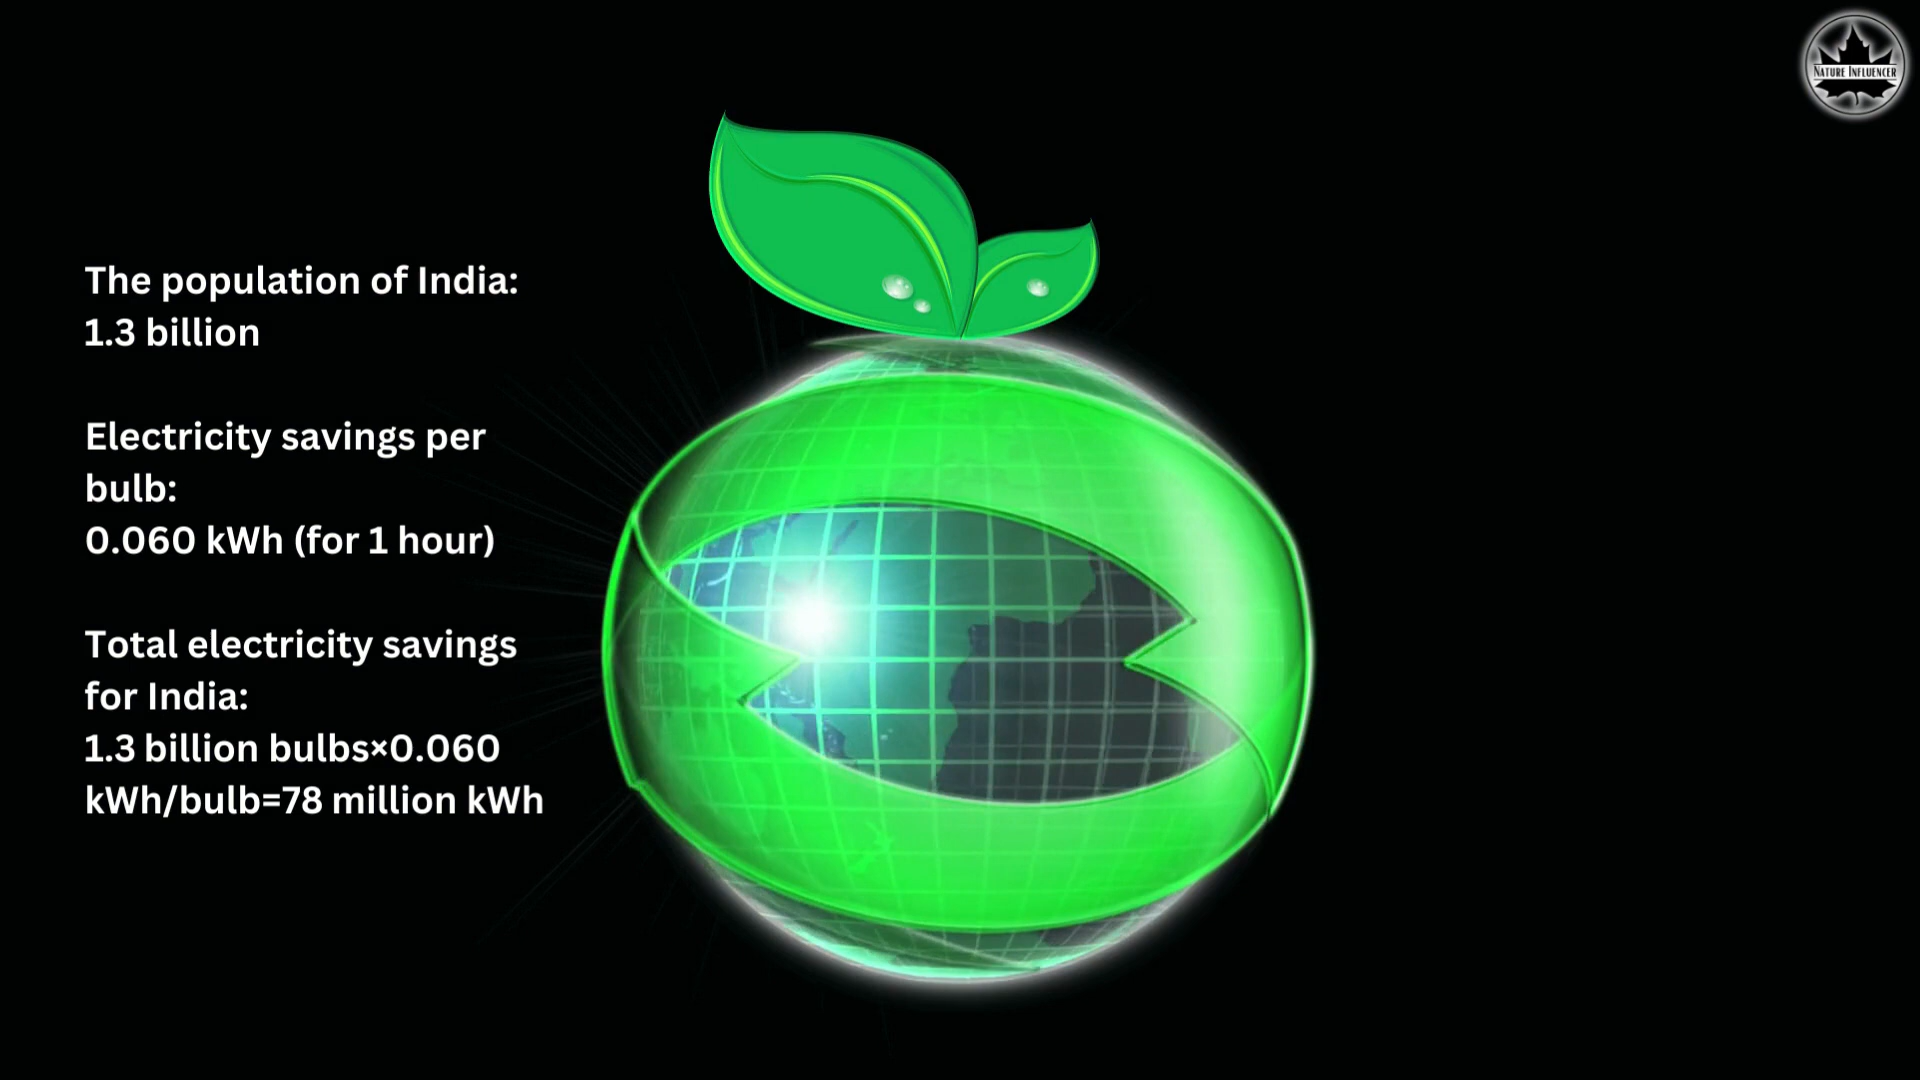 NATURE INFLUENCER
The population of India:
1.3 billion
Electricity savings per
bulb:
0.060 kWh (for 1 hour)
Total electricity savings
for India:
1.3 billion bulbs×0.060
kWh/bulb=78 million kWh